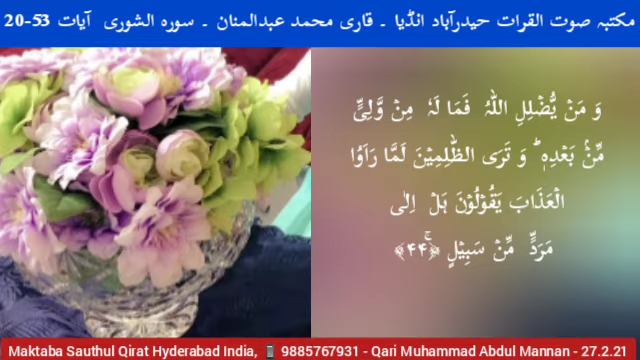 مکتبہ صوت القرات حیدرآباد انڈیا ۔ قاری محمد عبدالمنان ۔ سورہ الشوری آیات 53-20
وَ مَنۡ یُّضۡلِلِ اللّٰہُ فَمَا لَہٗ مِنۡ وَّلِیٍّ
مِّنۡۢ بَعۡدِہٖ ؕ وَ تَرَی الظّٰلِمِیۡنَ لَمَّا رَاَوُا
الۡعَذَابَ یَقُوۡلُوۡنَ ہَلۡ اِلٰی
مَرَدٍّ مِّنۡ سَبِیۡلٍ ﴿ۚ۴۴﴾
Maktaba Sauthul Qirat Hyderabad India, 📱 9885767931 - Qari Muhammad Abdul Mannan - 27.2.21